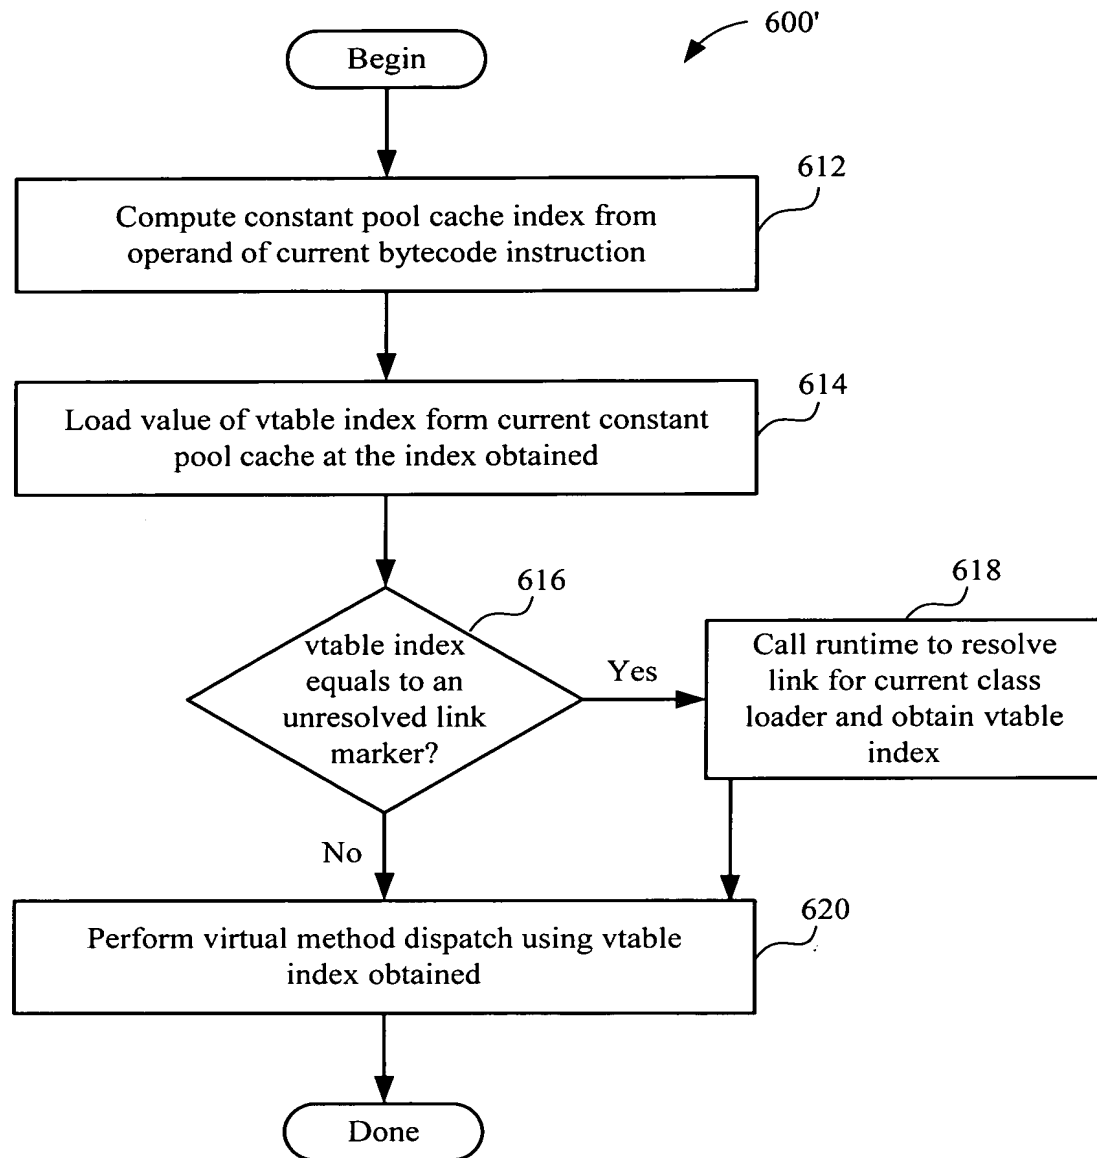 600'
Begin
612
Compute constant pool cache index from
operand of current bytecode instruction
614
Load value of vtable index form current constant
pool cache at the index obtained
616
vtable index
equals to an
unresolved link
marker?
Yes
618
Call runtime to resolve
link for current class
loader and obtain vtable
index
No
620
Perform virtual method dispatch using vtable
index obtained
Done